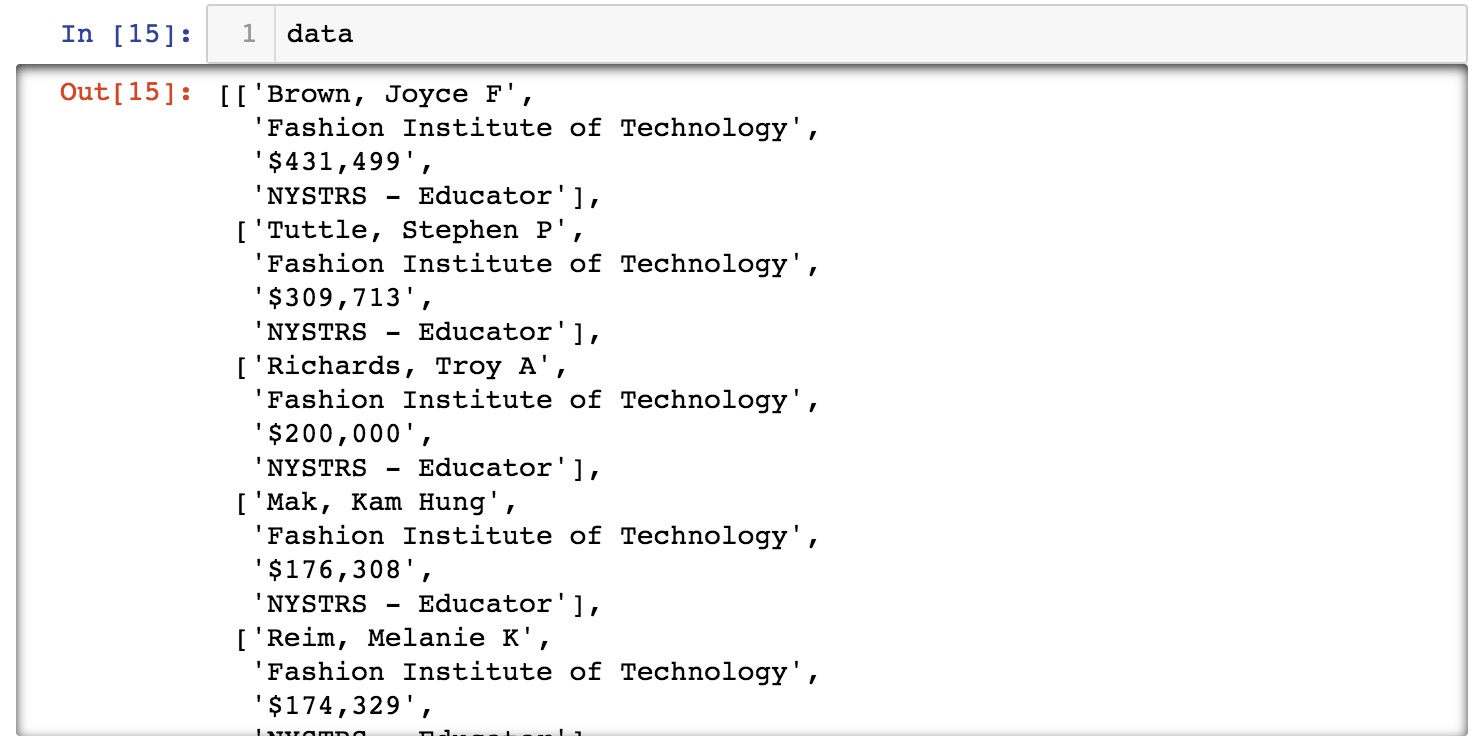 In [15]: 1 data
Out[15]: [['Brown, Joyce F',
'Fashion Institute of Technology',
'$431,499',
'NYSTRS - Educator'],
['Tuttle, Stephen P',
'Fashion Institute of Technology',
'$309,713',
'NYSTRS - Educator'],
['Richards, Troy A',
'Fashion Institute of Technology',
'$200,000',
'NYSTRS - Educator'],
['Mak, Kam Hung',
'Fashion Institute of Technology',
'$176,308',
'NYSTRS - Educator'],
['Reim, Melanie K',
'Fashion Institute of Technology',
'$174,329',
'NYSTRS - Educator']